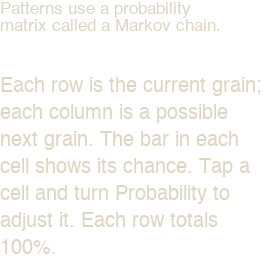 Patterns use a probability
matrix called a Markov chain.
Each row is the current grain;
each column is a possible
next grain. The bar in each
cell shows its chance. Tap a
cell and turn Probability to
adjust it. Each row totals
100%.